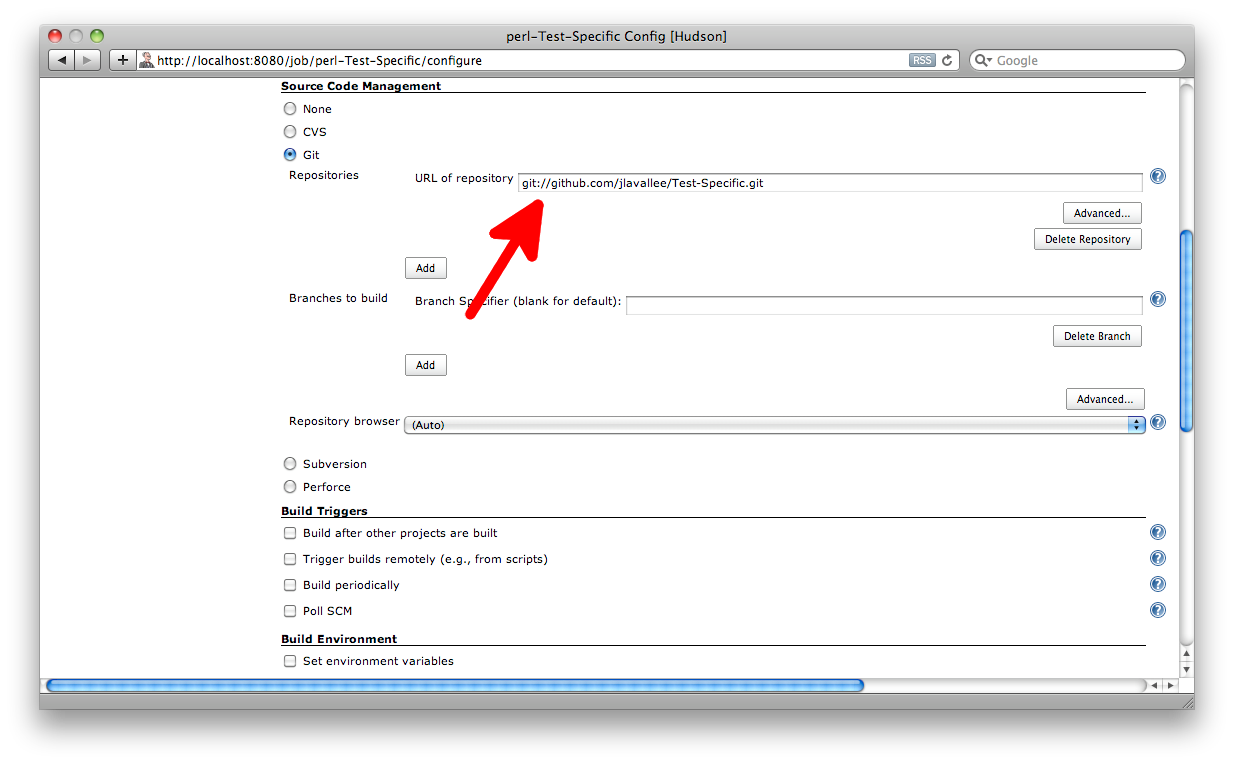 perl-Test-Specific Config [Hudson]
http://localhost:8080/job/perl-Test-Specific/configure RSS Google
Source Code Management
None
CVS
Git
Repositories URL of repository git://github.com/jlavallee/Test-Specific.git
Advanced...
Delete Repository
Add
Branches to build Branch Specifier (blank for default):
Delete Branch
Add
Advanced...
Repository browser (Auto)
Subversion
Perforce
Build Triggers
Build after other projects are built
Trigger builds remotely (e.g., from scripts)
Build periodically
Poll SCM
Build Environment
Set environment variables